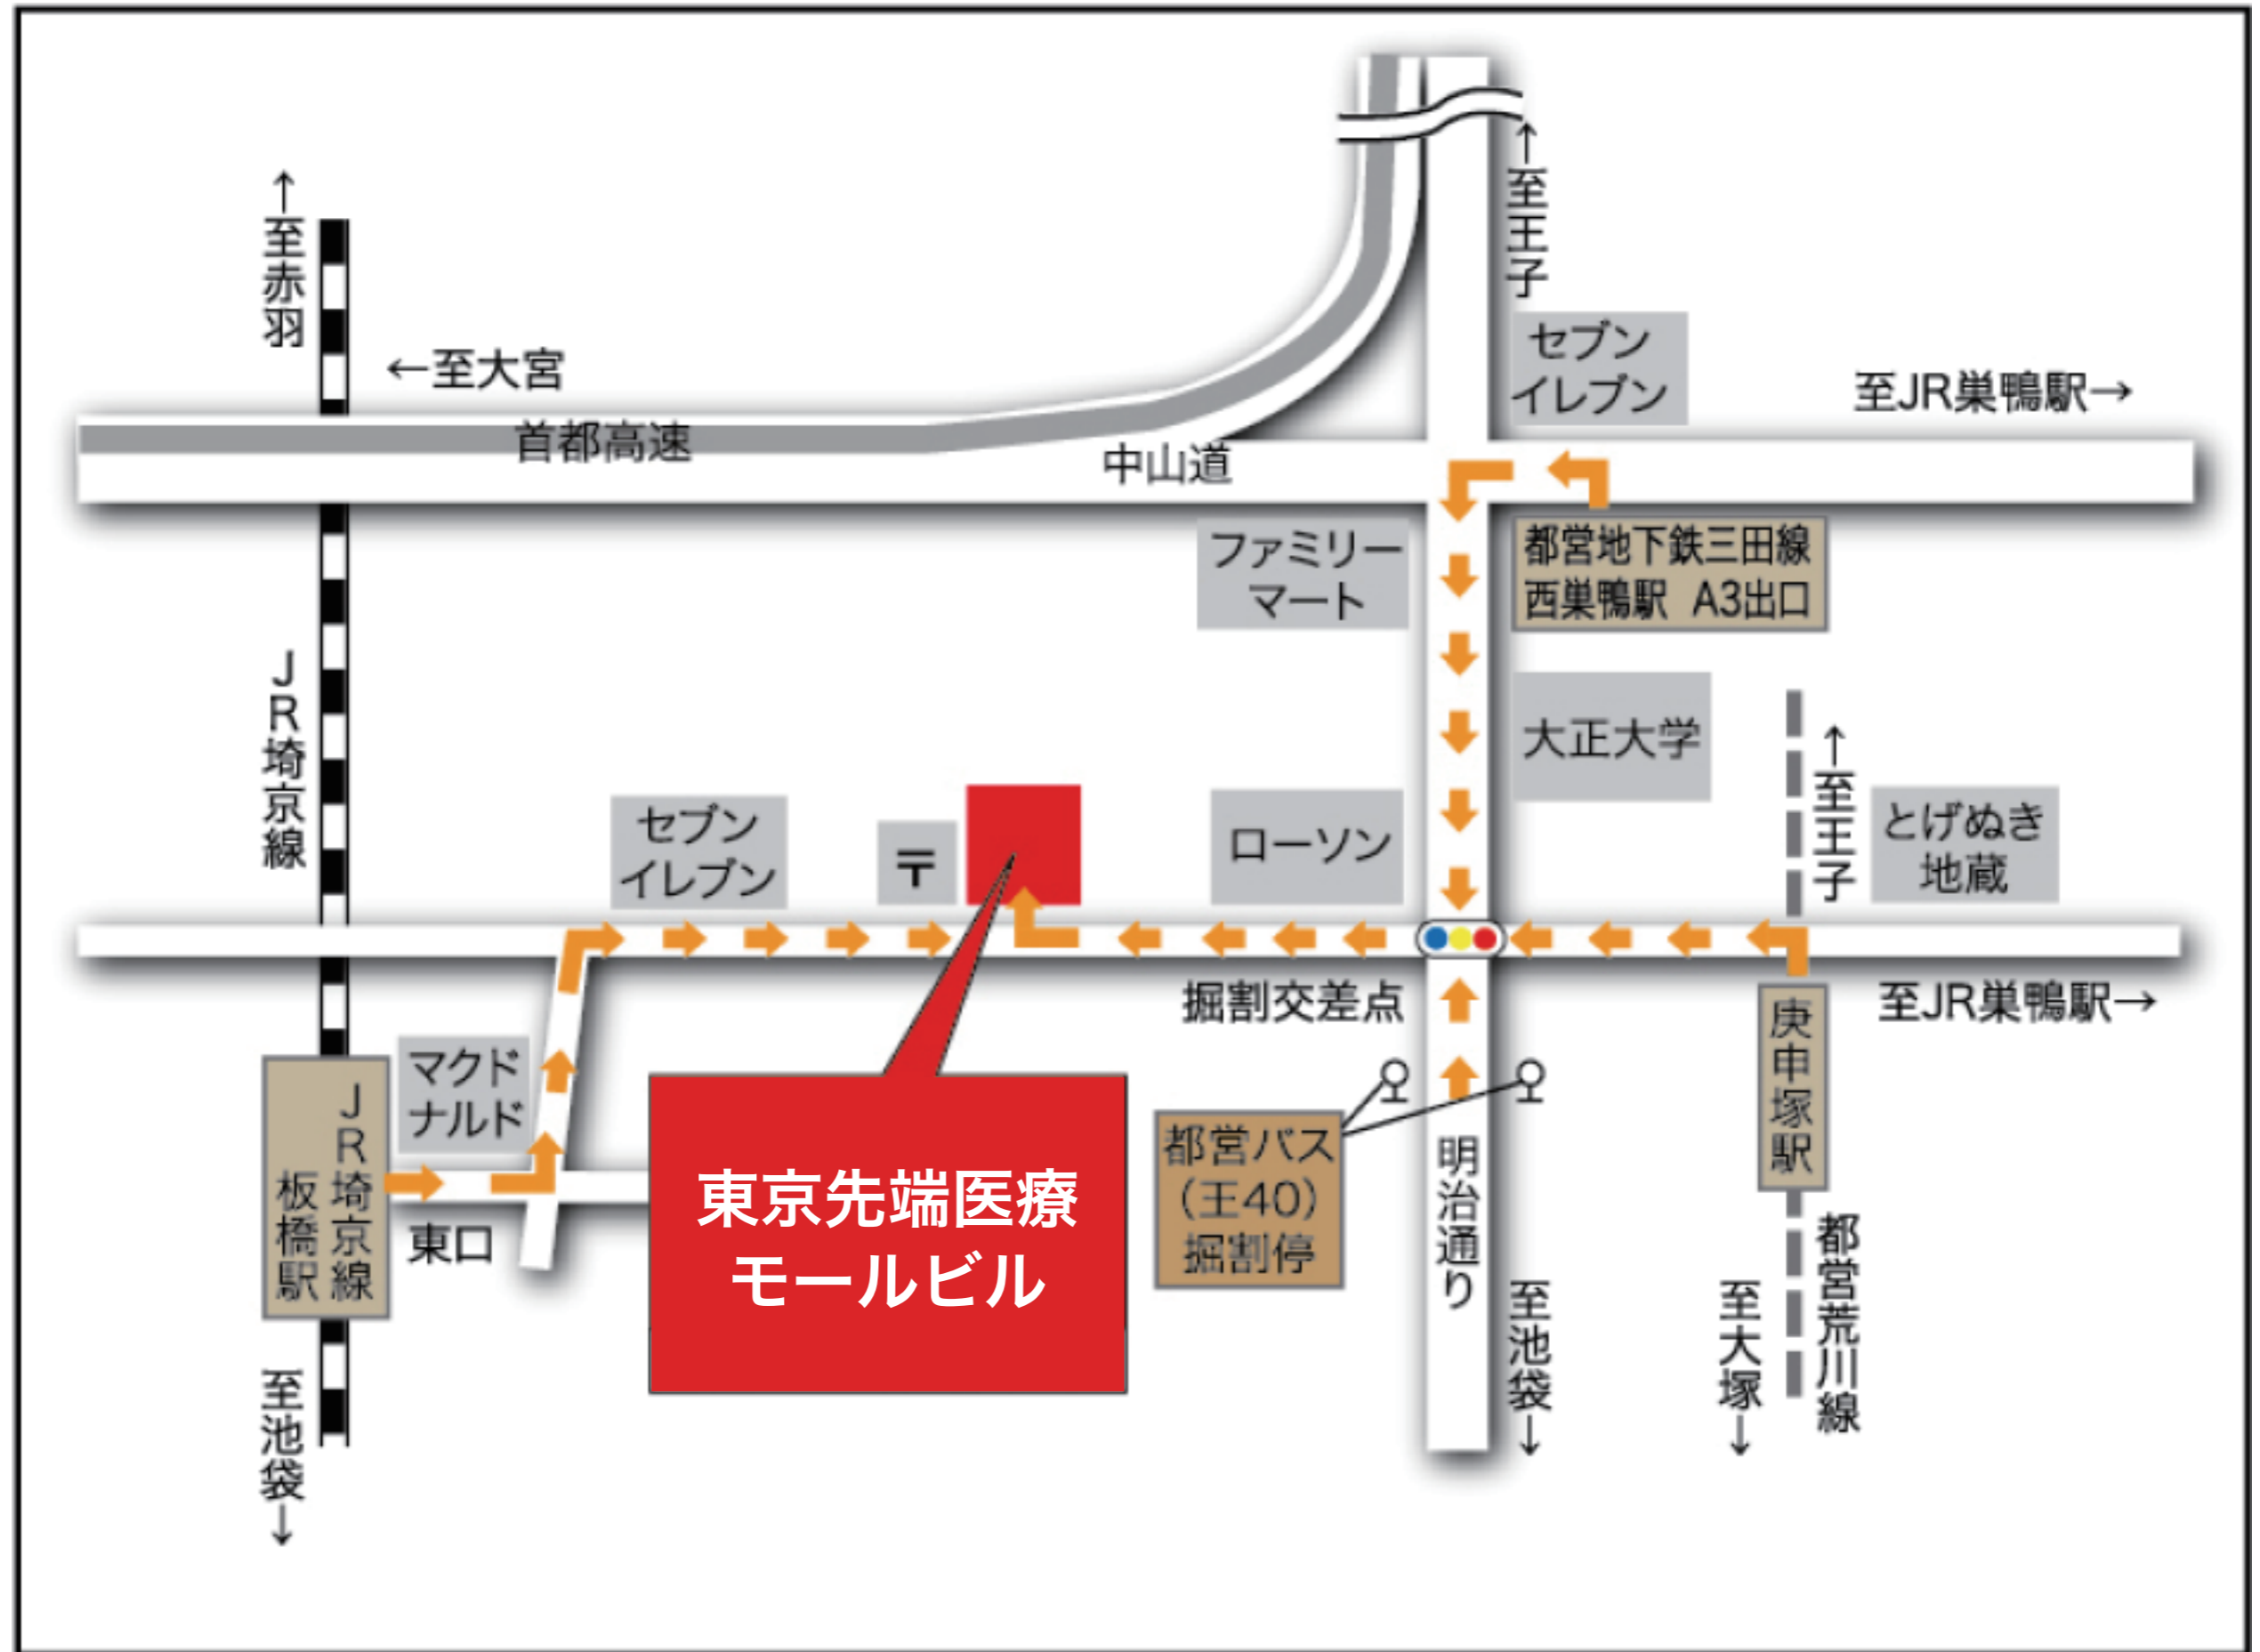 ↑至赤羽
←至大宮
首都高速
中山道
↑至王子
セブン
イレブン
至JR巣鴨駅→
ファミリー
マート
都営地下鉄三田線
西巣鴨駅 A3出口
JR埼京線
大正大学
↑至王子
とげぬき
地蔵
セブン
イレブン
〒
ローソン
掘割交差点
至JR巣鴨駅→
庚申塚駅
マクド
ナルド
JR埼京線
板橋駅
東口
東京先端医療
モールビル
都営バス
(王40)
掘割停
明治通り
至池袋↓
至大塚↓
都営荒川線
至池袋↓